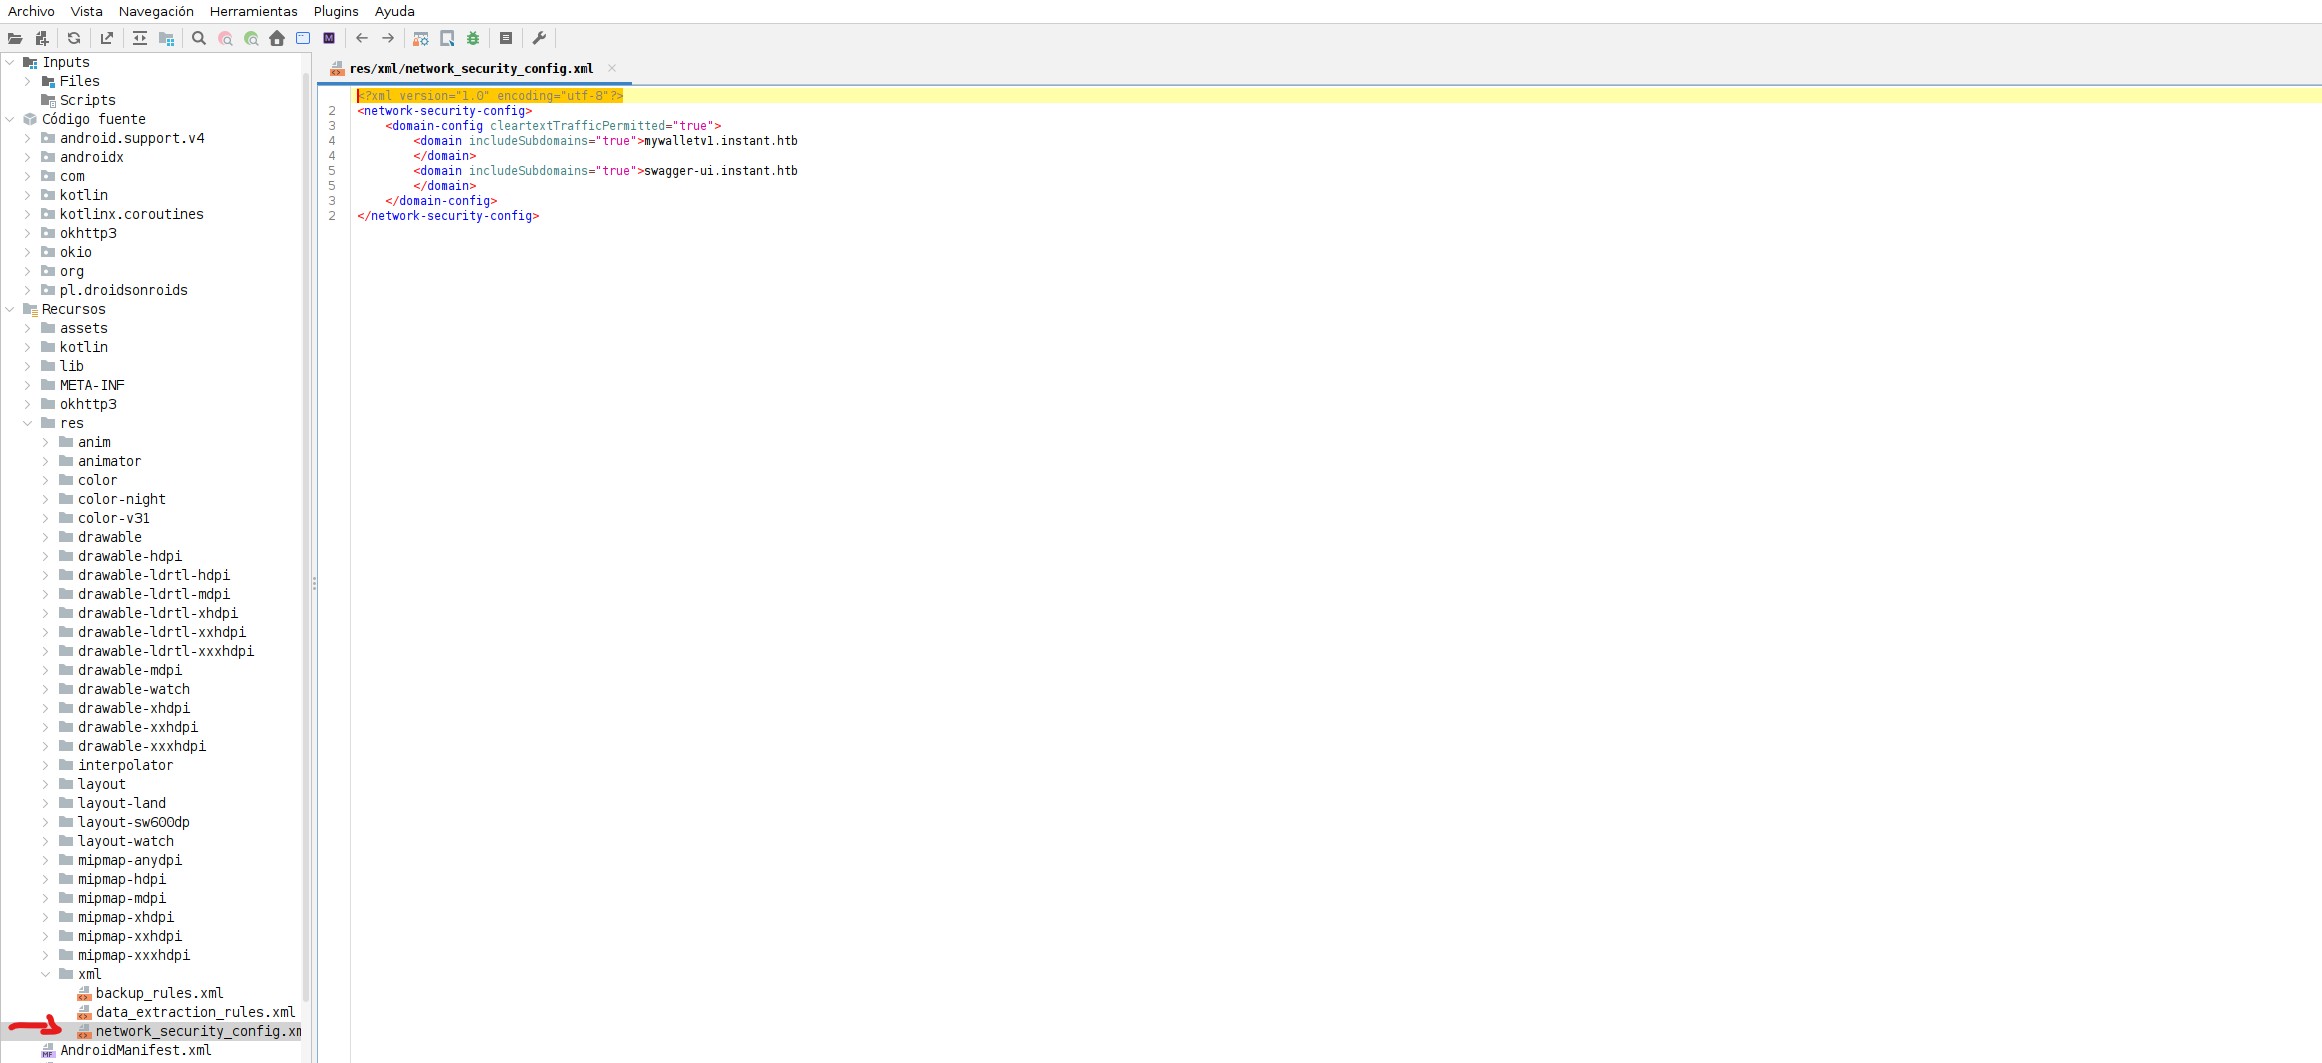 Archivo Vista Navegación Herramientas Plugins Ayuda
Inputs
Files
Scripts
Código fuente
android.support.v4
androidx
com
kotlin
kotlinx.coroutines
okhttp3
okio
org
pl.droidsonroids
Recursos
assets
kotlin
lib
META-INF
okhttp3
res
anim
animator
color
color-night
color-v31
drawable
drawable-hdpi
drawable-ldrtl-hdpi
drawable-ldrtl-mdpi
drawable-ldrtl-xhdpi
drawable-ldrtl-xxhdpi
drawable-ldrtl-xxxhdpi
drawable-mdpi
drawable-watch
drawable-xhdpi
drawable-xxhdpi
drawable-xxxhdpi
interpolator
layout
layout-land
layout-sw600dp
layout-watch
mipmap-anydpi
mipmap-hdpi
mipmap-mdpi
mipmap-xhdpi
mipmap-xxhdpi
mipmap-xxxhdpi
xml
backup_rules.xml
data_extraction_rules.xml
network_security_config.xm
MF AndroidManifest.xml
res/xml/network_security_config.xml
<?xml version="1.0" encoding="utf-8"?>
2 <network-security-config>
3 <domain-config cleartextTrafficPermitted="true">
4 <domain includeSubdomains="true">mywalletv1.instant.htb
4 </domain>
5 <domain includeSubdomains="true">swagger-ui.instant.htb
5 </domain>
3 </domain-config>
2 </network-security-config>